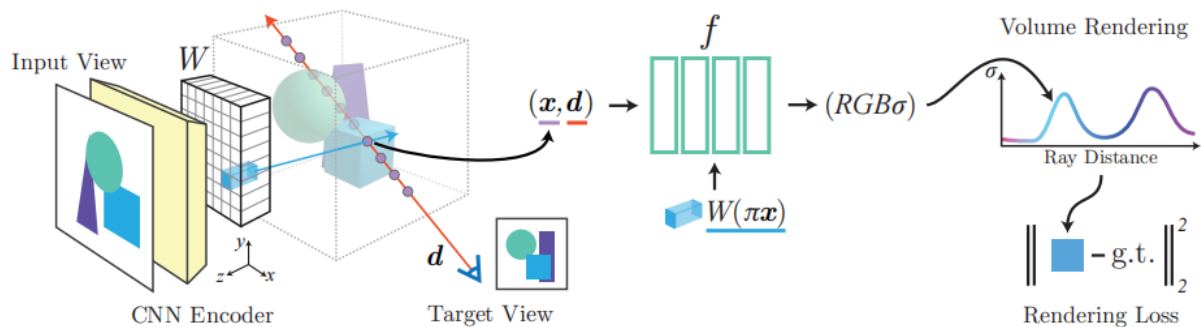 Input View
W
CNN Encoder
y
z
x
d
Target View
(x, d)
f
W(πx)
(RGBσ)
Volume Rendering
σ
Ray Distance
‖ - g.t. ‖
2
2
Rendering Loss